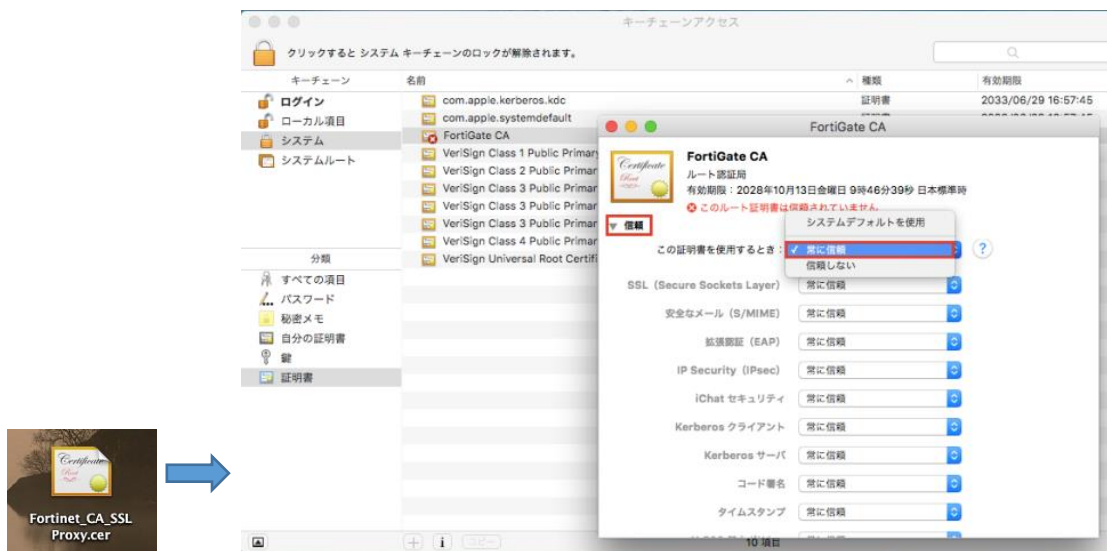 キーチェーンアクセス
クリックすると システム キーチェーンのロックが解除されます。
キーチェーン
ログイン
ローカル項目
システム
システムルート
分類
すべての項目
パスワード
秘密メモ
自分の証明書
鍵
証明書
名前 種類 有効期限
com.apple.kerberos.kdc 証明書 2033/06/29 16:57:45
com.apple.systemdefault
FortiGate CA
VeriSign Class 1 Public Primary
VeriSign Class 2 Public Primar
VeriSign Class 3 Public Primar
VeriSign Class 3 Public Primar
VeriSign Class 3 Public Primar
VeriSign Class 4 Public Primar
VeriSign Universal Root Certifi
FortiGate CA
Certificate
Root
FortiGate CA
ルート認証局
有効期限:2028年10月13日金曜日 9時46分39秒 日本標準時
このルート証明書は信頼されていません
信頼
システムデフォルトを使用
この証明書を使用するとき: ✓ 常に信頼 ?
信頼しない
SSL (Secure Sockets Layer) 常に信頼
安全なメール (S/MIME) 常に信頼
拡張認証 (EAP) 常に信頼
IP Security (IPsec) 常に信頼
iChat セキュリティ 常に信頼
Kerberos クライアント 常に信頼
Kerberos サーバ 常に信頼
コード署名 常に信頼
タイムスタンプ 常に信頼
+ i コピー 10 項目
Certificate
Root
Fortinet_CA_SSL
Proxy.cer